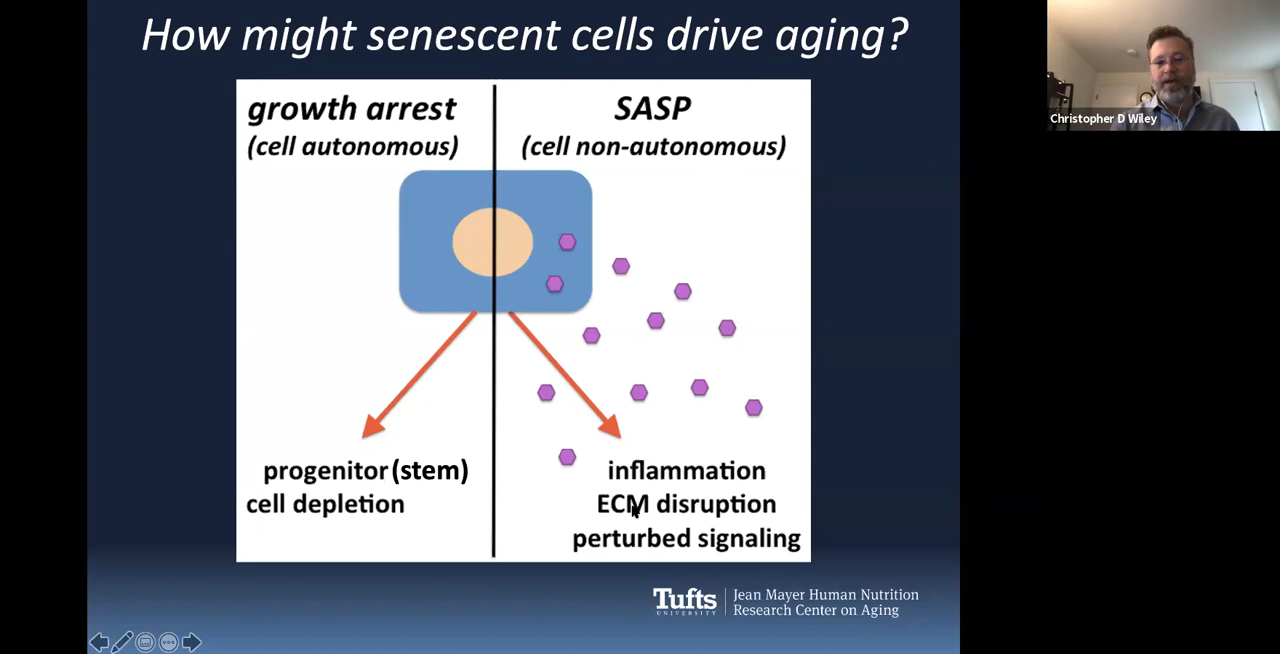 How might senescent cells drive aging?
growth arrest
(cell autonomous)
SASP
(cell non-autonomous)
progenitor (stem)
cell depletion
inflammation
ECM disruption
perturbed signaling
Tufts
UNIVERSITY
Jean Mayer Human Nutrition
Research Center on Aging
Christopher D Wiley